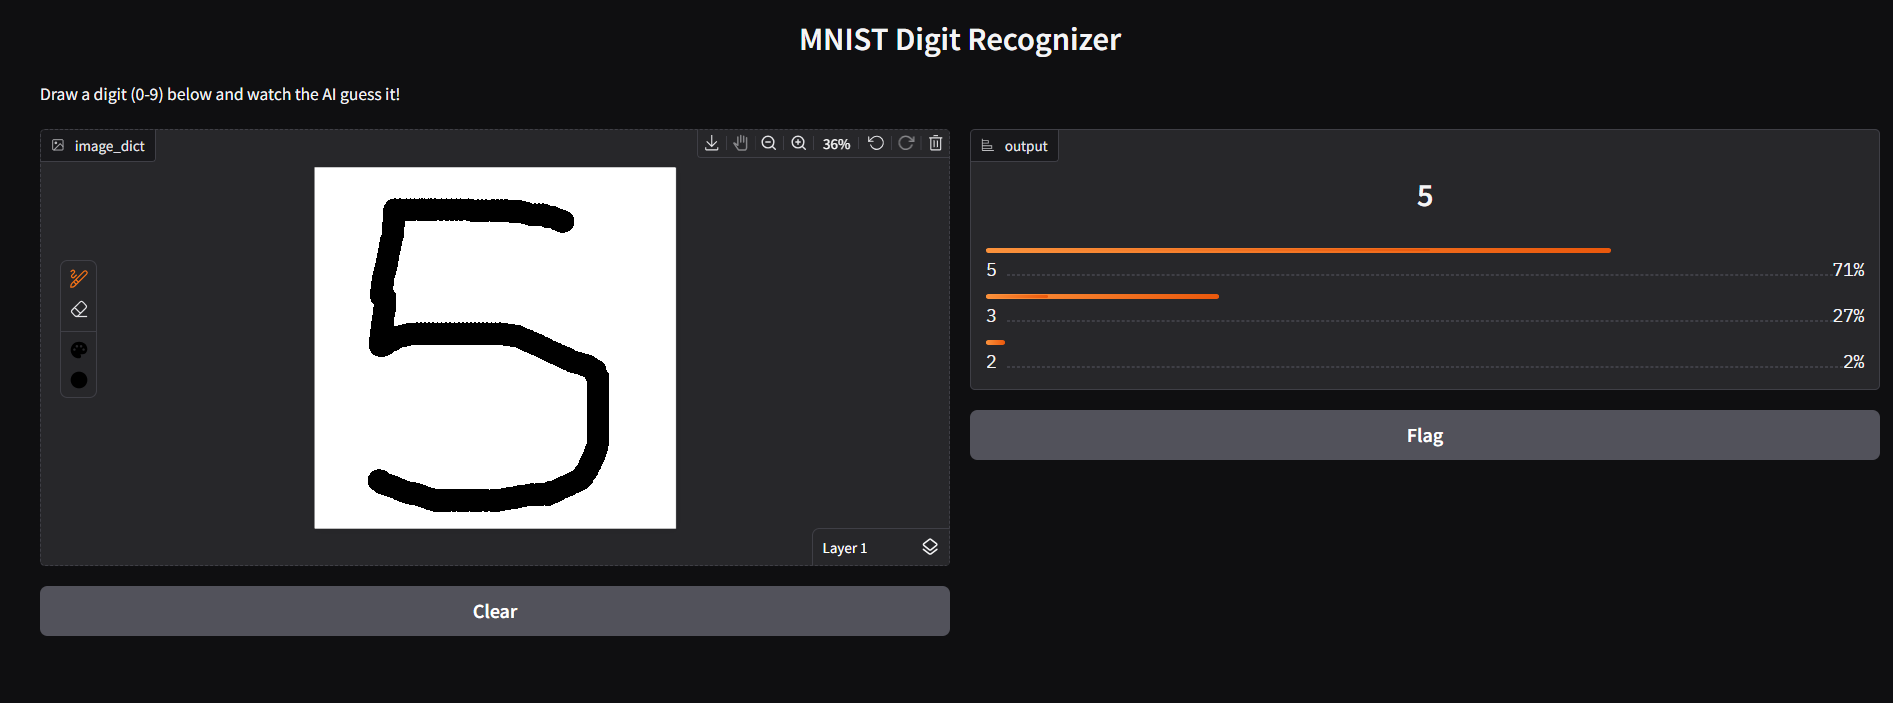 MNIST Digit Recognizer
Draw a digit (0-9) below and watch the AI guess it!
image_dict
36%
5
Layer 1
Clear
output
5
5 71%
3 27%
2 2%
Flag